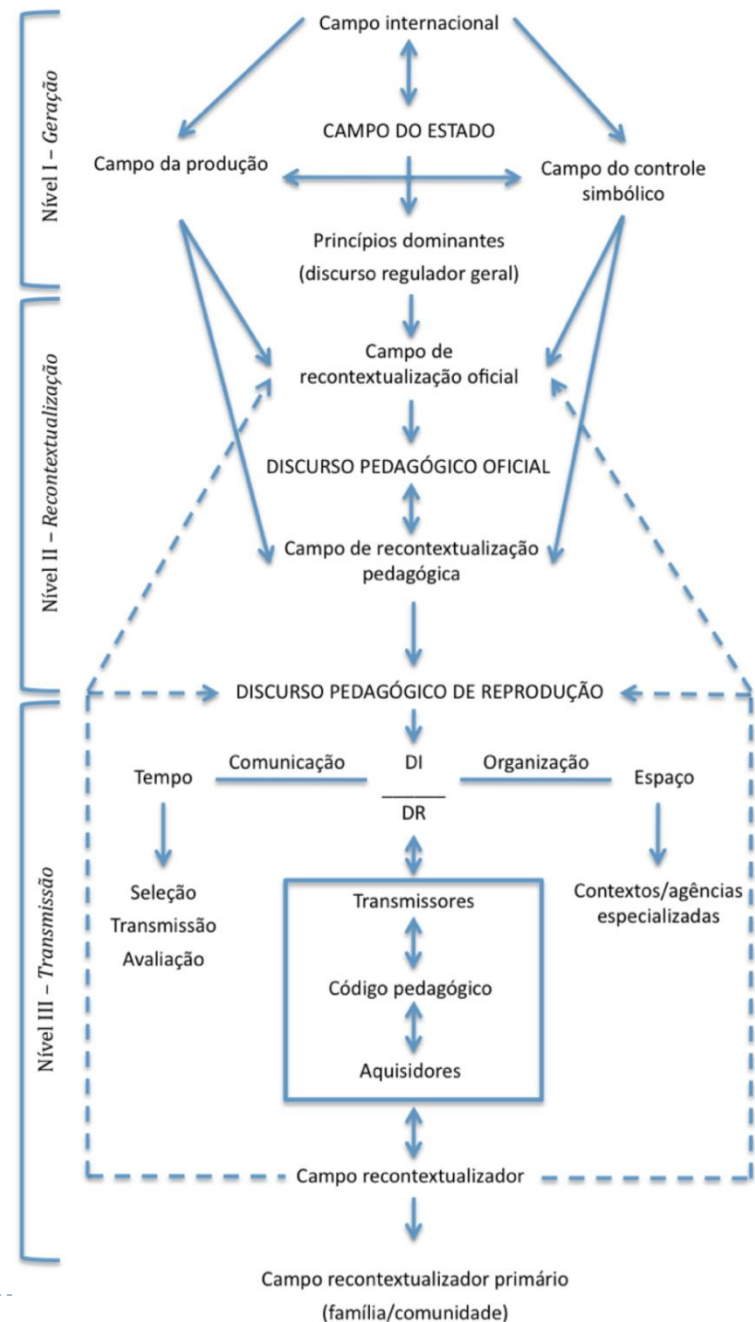 Campo internacional
CAMPO DO ESTADO
Campo da produção
Campo do controle
simbólico
Princípios dominantes
(discurso regulador geral)
Nível I – Geração
Campo de
recontextualização oficial
DISCURSO PEDAGÓGICO OFICIAL
Campo de recontextualização
pedagógica
Nível II – Recontextualização
DISCURSO PEDAGÓGICO DE REPRODUÇÃO
Comunicação
DI
Organização
Tempo
Espaço
DR
Seleção
Transmissão
Avaliação
Transmissores
Código pedagógico
Aquisidores
Contextos/agências
especializadas
Nível III – Transmissão
Campo recontextualizador
Campo recontextualizador primário
(família/comunidade)